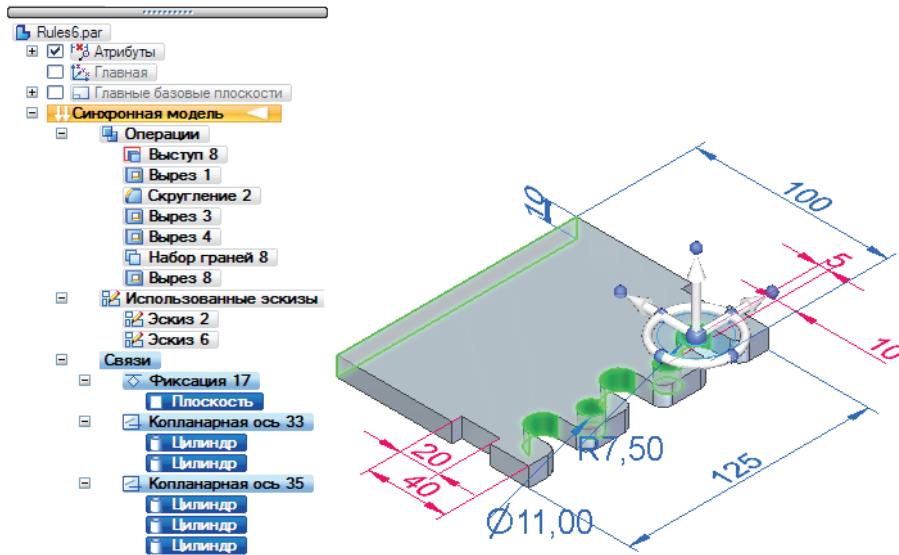 Rules6.par
Атрибуты
Главная
Главные базовые плоскости
Синхронная модель
Операции
Выступ 8
Вырез 1
Скругление 2
Вырез 3
Вырез 4
Набор граней 8
Вырез 8
Использованные эскизы
Эскиз 2
Эскиз 6
Связи
Фиксация 17
Плоскость
Копланарная ось 33
Цилиндр
Цилиндр
Копланарная ось 35
Цилиндр
Цилиндр
Цилиндр
10
100
5
10
20
40
R7,50
125
Ø11,00